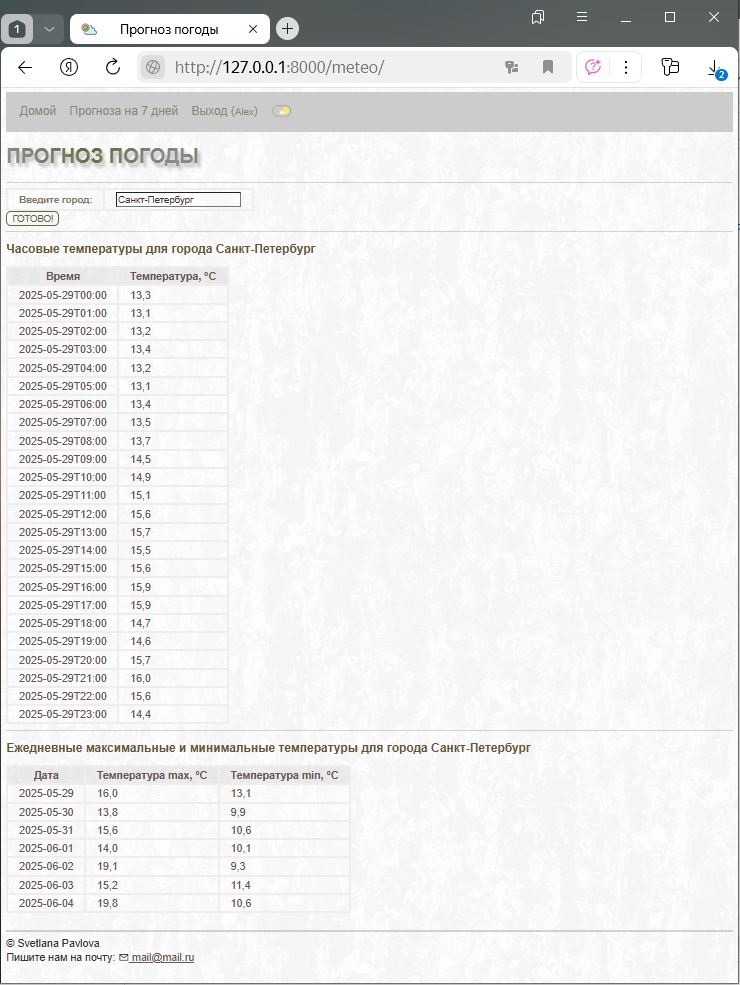 1
Прогноз погоды
http://127.0.0.1:8000/meteo/
2
Домой Прогноза на 7 дней Выход (Alex)
ПРОГНОЗ ПОГОДЫ
Введите город: Санкт-Петербург
ГОТОВО!
Часовые температуры для города Санкт-Петербург
Время Температура, °C
2025-05-29T00:00 13,3
2025-05-29T01:00 13,1
2025-05-29T02:00 13,2
2025-05-29T03:00 13,4
2025-05-29T04:00 13,2
2025-05-29T05:00 13,1
2025-05-29T06:00 13,4
2025-05-29T07:00 13,5
2025-05-29T08:00 13,7
2025-05-29T09:00 14,5
2025-05-29T10:00 14,9
2025-05-29T11:00 15,1
2025-05-29T12:00 15,6
2025-05-29T13:00 15,7
2025-05-29T14:00 15,5
2025-05-29T15:00 15,6
2025-05-29T16:00 15,9
2025-05-29T17:00 15,9
2025-05-29T18:00 14,7
2025-05-29T19:00 14,6
2025-05-29T20:00 15,7
2025-05-29T21:00 16,0
2025-05-29T22:00 15,6
2025-05-29T23:00 14,4
Ежедневные максимальные и минимальные температуры для города Санкт-Петербург
Дата Температура max, °C Температура min, °C
2025-05-29 16,0 13,1
2025-05-30 13,8 9,9
2025-05-31 15,6 10,6
2025-06-01 14,0 10,1
2025-06-02 19,1 9,3
2025-06-03 15,2 11,4
2025-06-04 19,8 10,6
© Svetlana Pavlova
Пишите нам на почту: mail@mail.ru